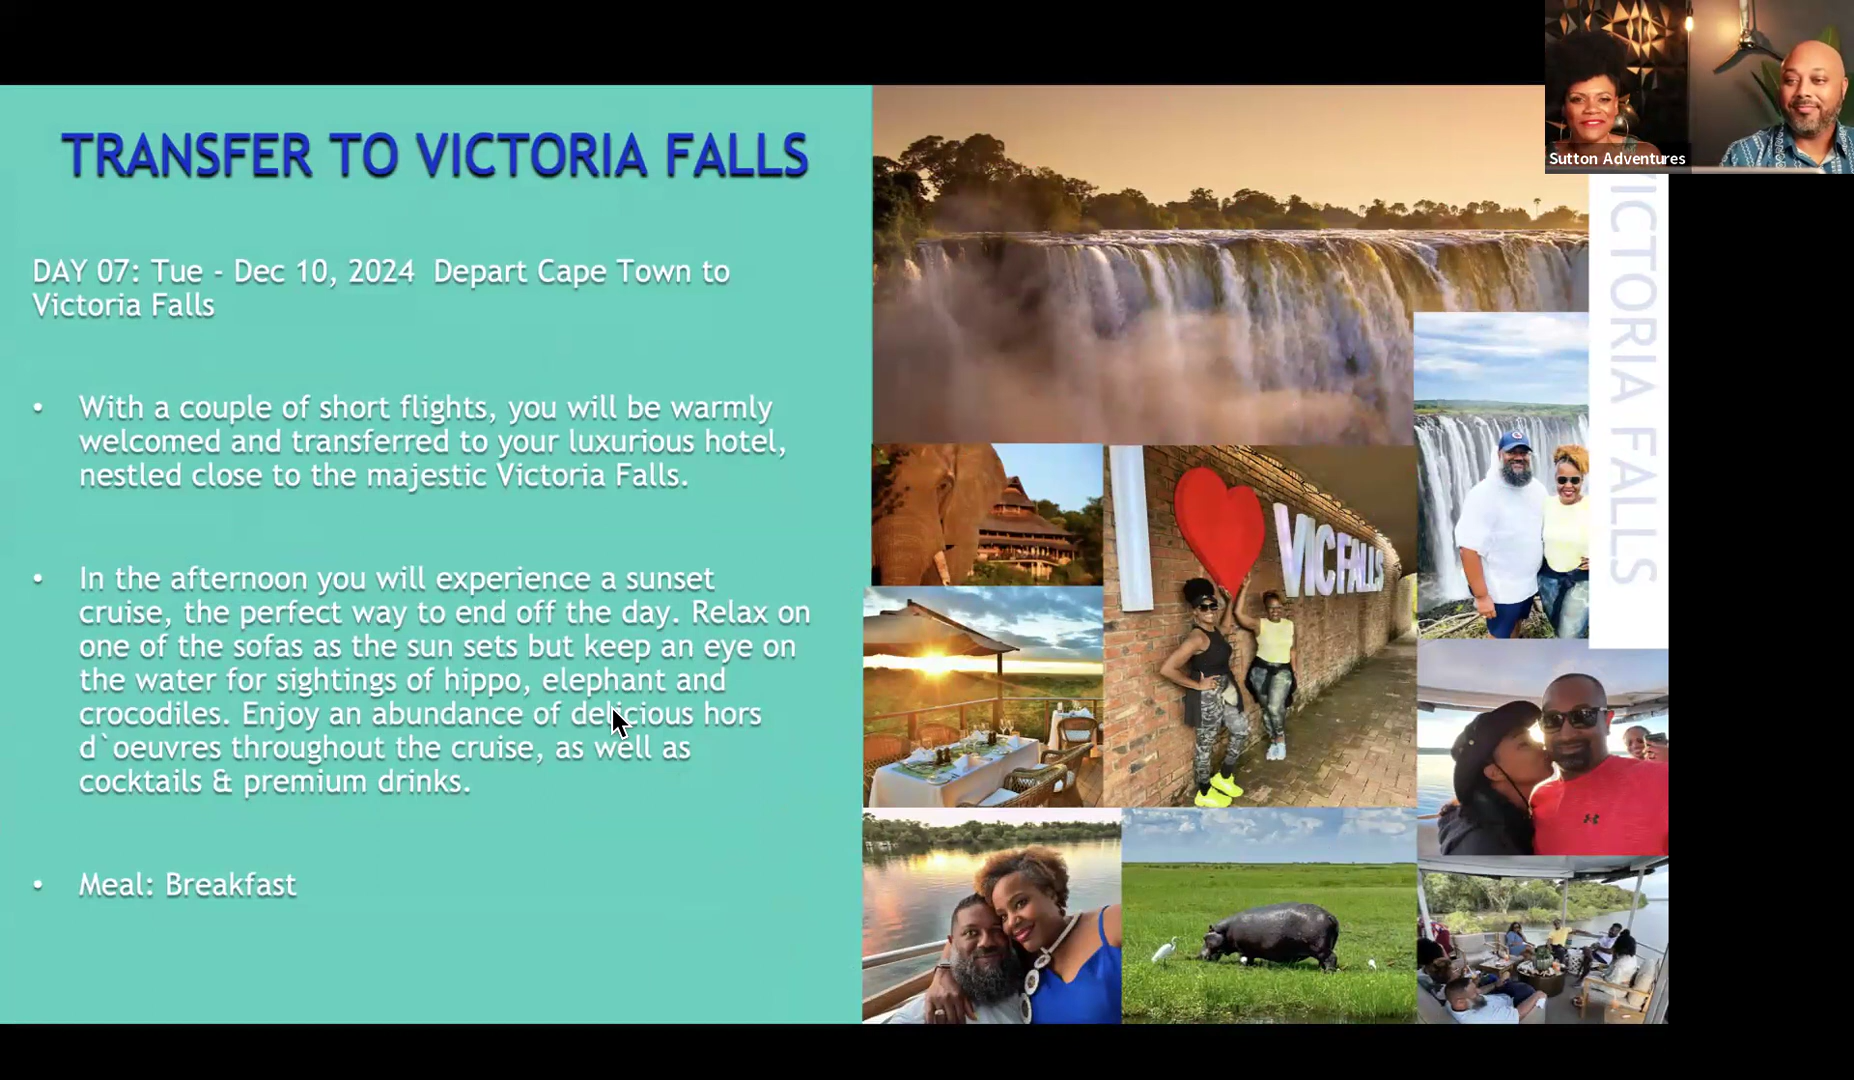 Sutton Adventures
TRANSFER TO VICTORIA FALLS
DAY 07: Tue - Dec 10, 2024  Depart Cape Town to
Victoria Falls
• With a couple of short flights, you will be warmly
welcomed and transferred to your luxurious hotel,
nestled close to the majestic Victoria Falls.
• In the afternoon you will experience a sunset
cruise, the perfect way to end off the day. Relax on
one of the sofas as the sun sets but keep an eye on
the water for sightings of hippo, elephant and
crocodiles. Enjoy an abundance of delicious hors
d`oeuvres throughout the cruise, as well as
cocktails & premium drinks.
• Meal: Breakfast
I
VICFALLS
VICTORIA FALLS